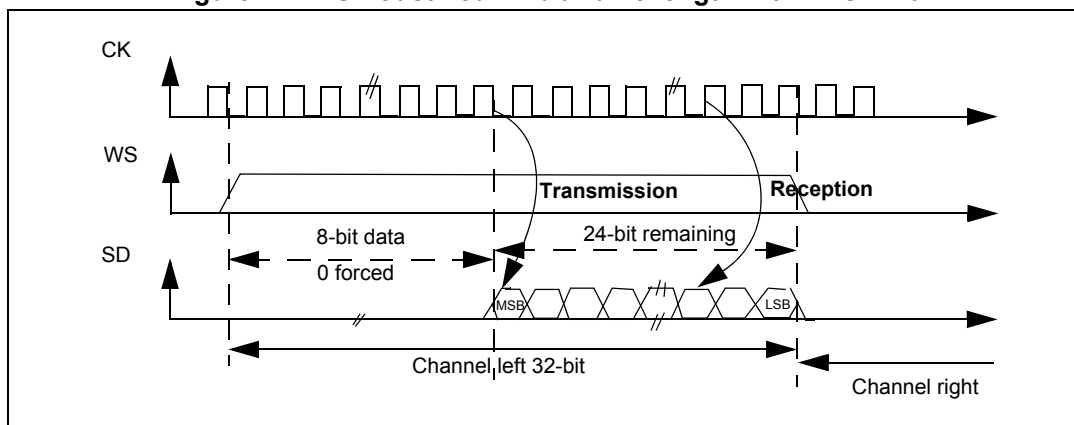 CK
WS
Transmission
Reception
8-bit data
24-bit remaining
SD
0 forced
MSB
LSB
Channel left 32-bit
Channel right